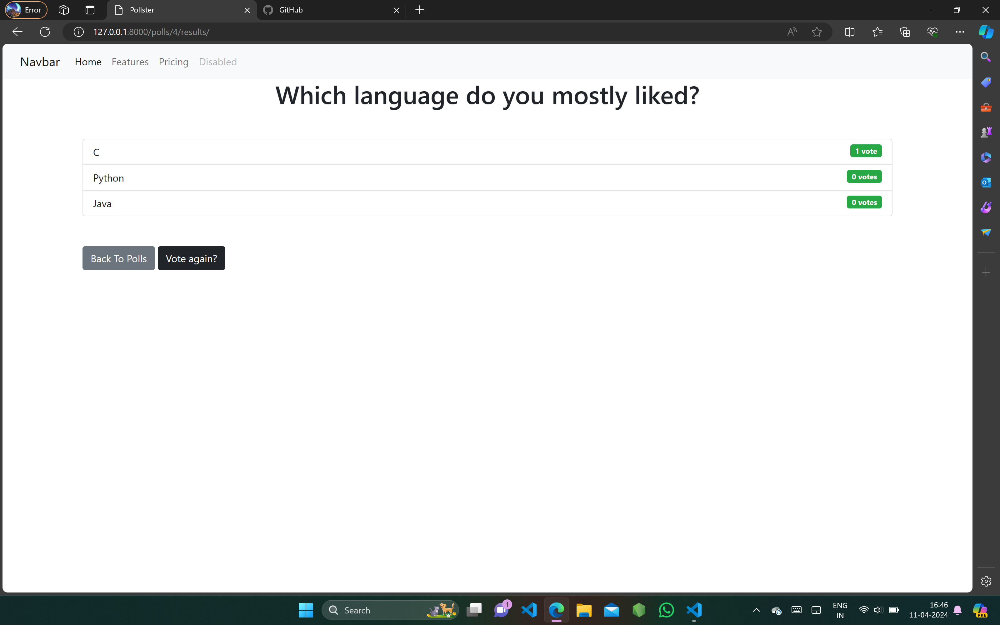 Error
Pollster
GitHub
127.0.0.1:8000/polls/4/results/
Navbar Home Features Pricing Disabled
Which language do you mostly liked?
C 1 vote
Python 0 votes
Java 0 votes
Back To Polls Vote again?
Search
1
ENG
IN
16:46
11-04-2024
PRE